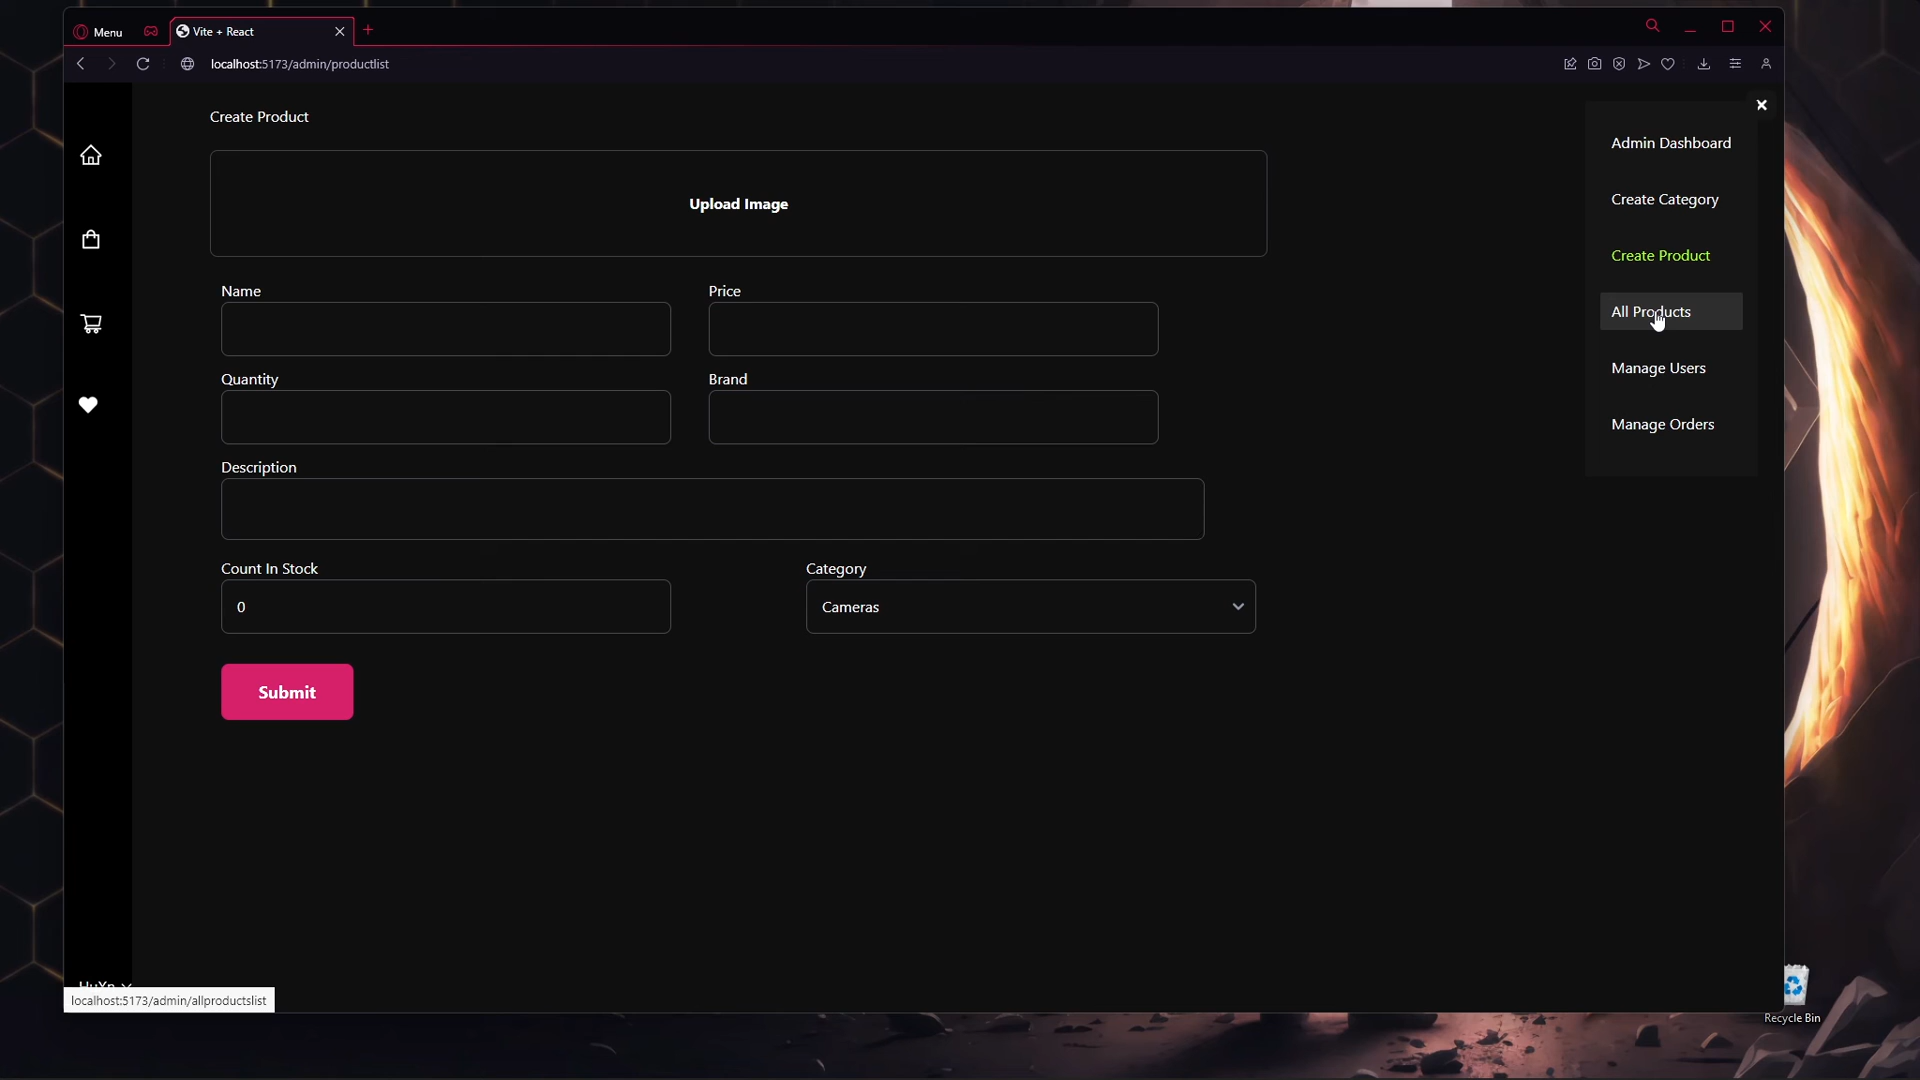 Menu
Vite + React
localhost:5173/admin/productlist
Create Product
Upload Image
Name
Price
Quantity
Brand
Description
Count In Stock
Category
0
Cameras
Submit
Admin Dashboard
Create Category
Create Product
All Products
Manage Users
Manage Orders
localhost:5173/admin/allproductslist
Recycle Bin